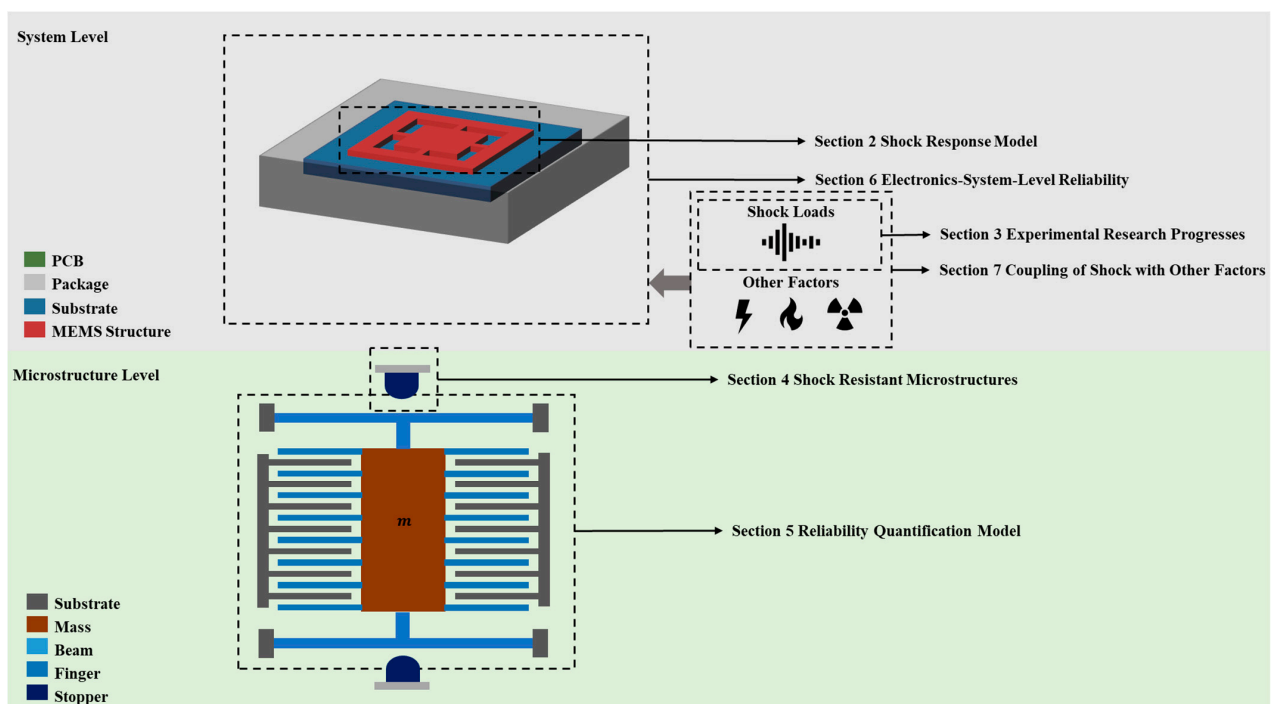 System Level
Section 2 Shock Response Model
Section 6 Electronics-System-Level Reliability
Shock Loads
Section 3 Experimental Research Progresses
Section 7 Coupling of Shock with Other Factors
Other Factors
PCB
Package
Substrate
MEMS Structure
Microstructure Level
Section 4 Shock Resistant Microstructures
m
Section 5 Reliability Quantification Model
Substrate
Mass
Beam
Finger
Stopper